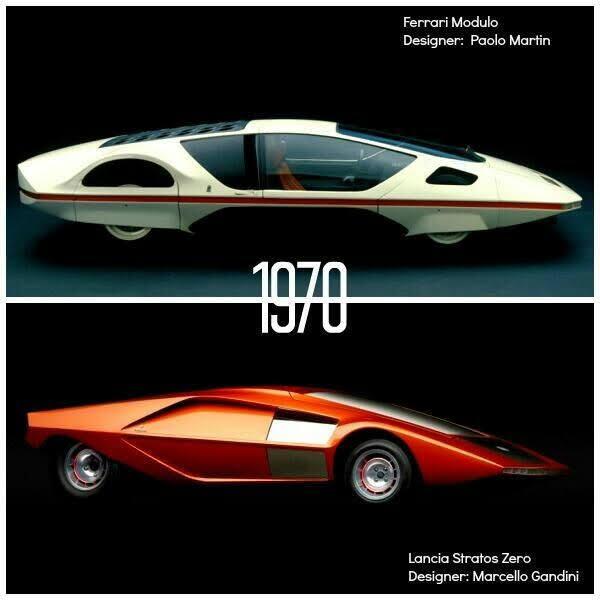 Ferrari Modulo
Designer: Paolo Martin
1970
Lancia Stratos Zero
Designer: Marcello Gandini